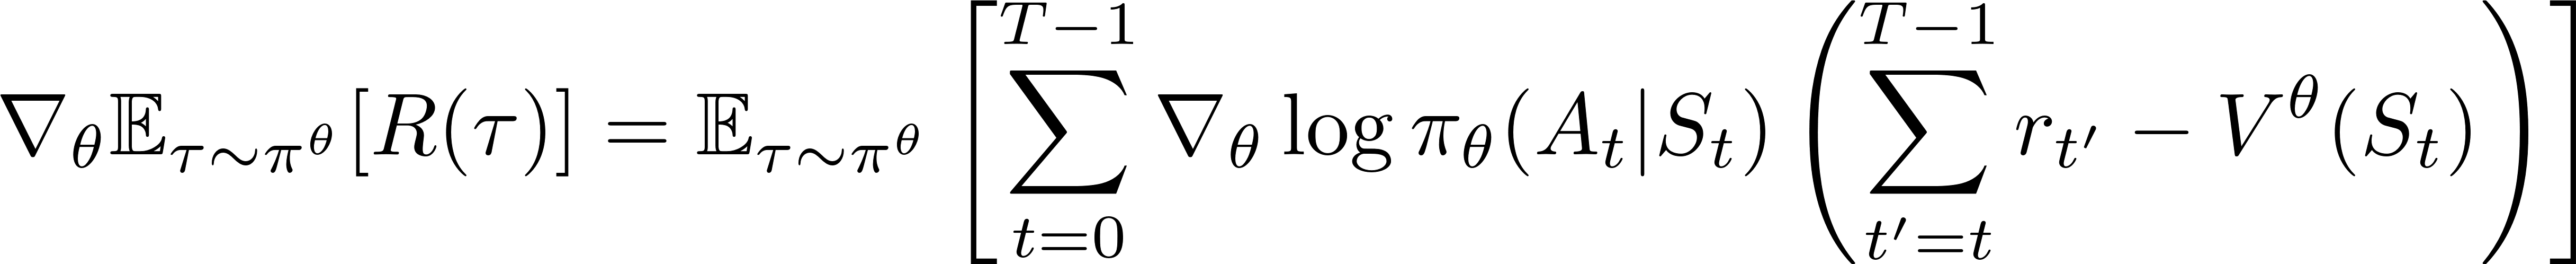 ∇_θ 𝔼_{τ∼π^θ} [R(τ)] = 𝔼_{τ∼π^θ} [ ∑_{t=0}^{T−1} ∇_θ log π_θ(A_t|S_t) ( ∑_{t′=t}^{T−1} r_{t′} − V^θ(S_t) ) ]